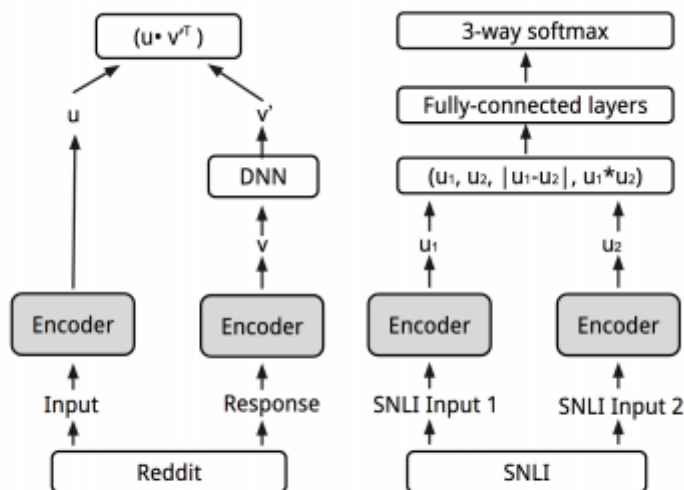 (u• v'ᵀ )
u
v'
DNN
v
Encoder
Encoder
Input
Response
Reddit
3-way softmax
Fully-connected layers
(u₁, u₂, |u₁-u₂|, u₁*u₂)
u₁
u₂
Encoder
Encoder
SNLI Input 1
SNLI Input 2
SNLI